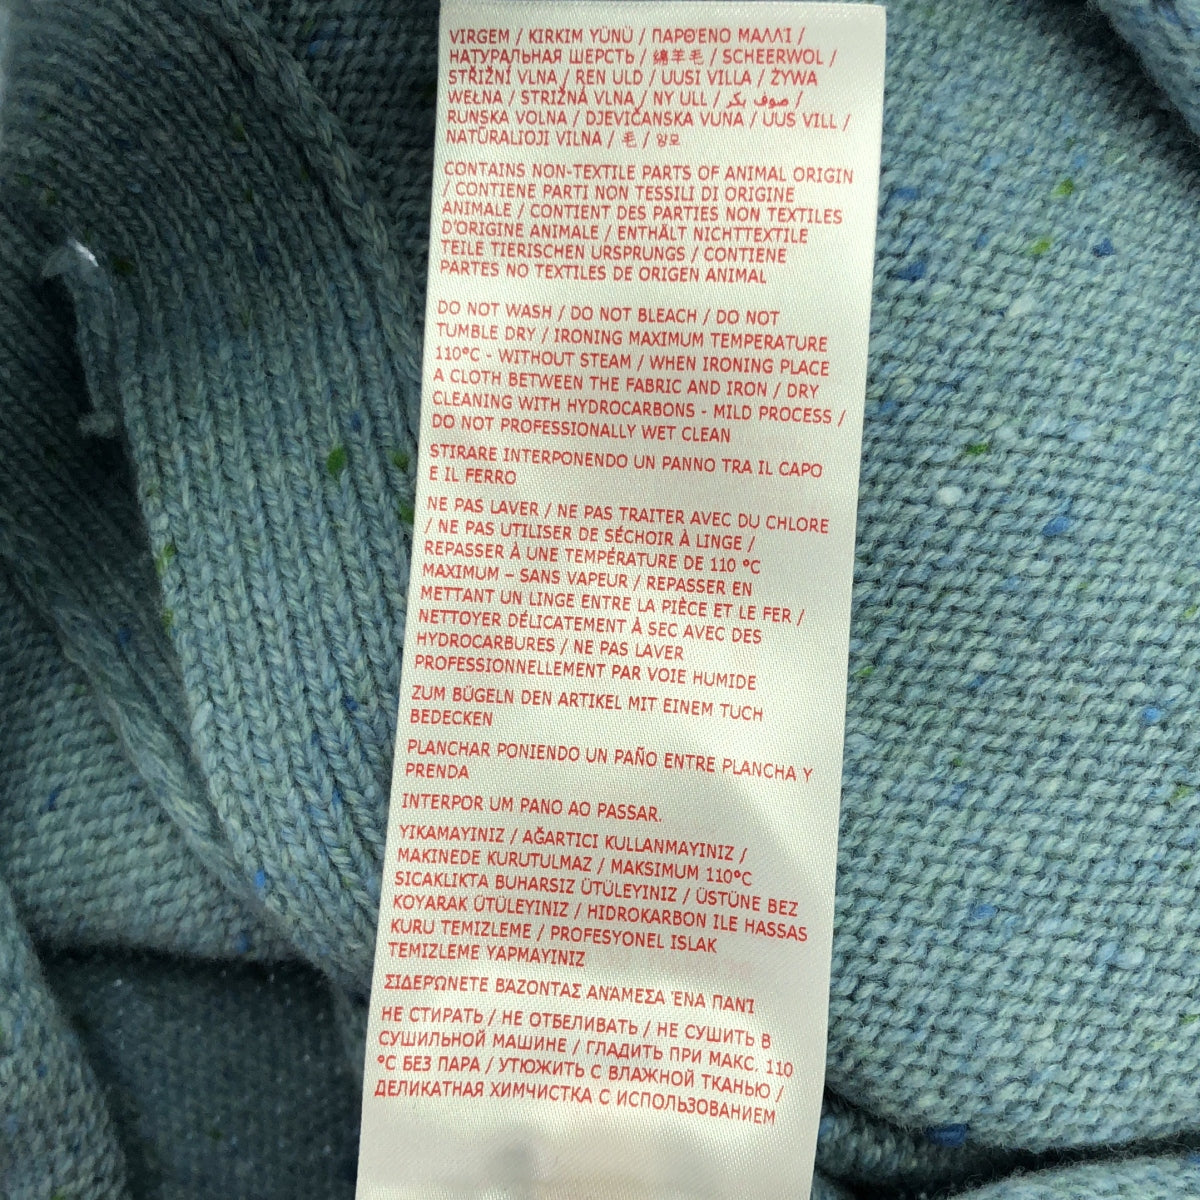 VIRGEM / KIRKIM YÜNÜ / ΠΑΡΘΈΝΟ ΜΑΛΛΊ /
НАТУРАЛЬНАЯ ШЕРСТЬ / 绵羊毛 / SCHEERWOL /
STŘIŽNÍ VLNA / REN ULD / UUSI VILLA / ŻYWA
WEŁNA / STRIŽNÁ VLNA / NY ULL / صوف بكر /
RUNSKA VOLNA / DJEVIČANSKA VUNA / UUS VILL /
NATŪRALIOJI VILNA / 毛 / 양모
CONTAINS NON-TEXTILE PARTS OF ANIMAL ORIGIN
/ CONTIENE PARTI NON TESSILI DI ORIGINE
ANIMALE / CONTIENT DES PARTIES NON TEXTILES
D'ORIGINE ANIMALE / ENTHÄLT NICHTTEXTILE
TEILE TIERISCHEN URSPRUNGS / CONTIENE
PARTES NO TEXTILES DE ORIGEN ANIMAL
DO NOT WASH / DO NOT BLEACH / DO NOT
TUMBLE DRY / IRONING MAXIMUM TEMPERATURE
110°C - WITHOUT STEAM / WHEN IRONING PLACE
A CLOTH BETWEEN THE FABRIC AND IRON / DRY
CLEANING WITH HYDROCARBONS - MILD PROCESS /
DO NOT PROFESSIONALLY WET CLEAN
STIRARE INTERPONENDO UN PANNO TRA IL CAPO
E IL FERRO
NE PAS LAVER / NE PAS TRAITER AVEC DU CHLORE
/ NE PAS UTILISER DE SÉCHOIR À LINGE /
REPASSER À UNE TEMPÉRATURE DE 110 °C
MAXIMUM – SANS VAPEUR / REPASSER EN
METTANT UN LINGE ENTRE LA PIÈCE ET LE FER /
NETTOYER DÉLICATEMENT À SEC AVEC DES
HYDROCARBURES / NE PAS LAVER
PROFESSIONNELLEMENT PAR VOIE HUMIDE
ZUM BÜGELN DEN ARTIKEL MIT EINEM TUCH
BEDECKEN
PLANCHAR PONIENDO UN PAÑO ENTRE PLANCHA Y
PRENDA
INTERPOR UM PANO AO PASSAR.
YIKAMAYINIZ / AĞARTICI KULLANMAYINIZ /
MAKINEDE KURUTULMAZ / MAKSIMUM 110°C
SICAKLIKTA BUHARSIZ ÜTÜLEYINIZ / ÜSTÜNE BEZ
KOYARAK ÜTÜLEYINIZ / HIDROKARBON ILE HASSAS
KURU TEMIZLEME / PROFESYONEL ISLAK
TEMIZLEME YAPMAYINIZ
ΣΙΔΕΡΏΝΕΤΕ ΒΆΖΟΝΤΑΣ ΑΝΆΜΕΣΑ ΈΝΑ ΠΑΝΊ
НЕ СТИРАТЬ / НЕ ОТБЕЛИВАТЬ / НЕ СУШИТЬ В
СУШИЛЬНОЙ МАШИНЕ / ГЛАДИТЬ ПРИ МАКС. 110
°C БЕЗ ПАРА / УТЮЖИТЬ С ВЛАЖНОЙ ТКАНЬЮ /
ДЕЛИКАТНАЯ ХИМЧИСТКА С ИСПОЛЬЗОВАНИЕМ